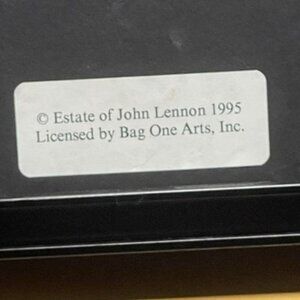 © Estate of John Lennon 1995
Licensed by Bag One Arts, Inc.